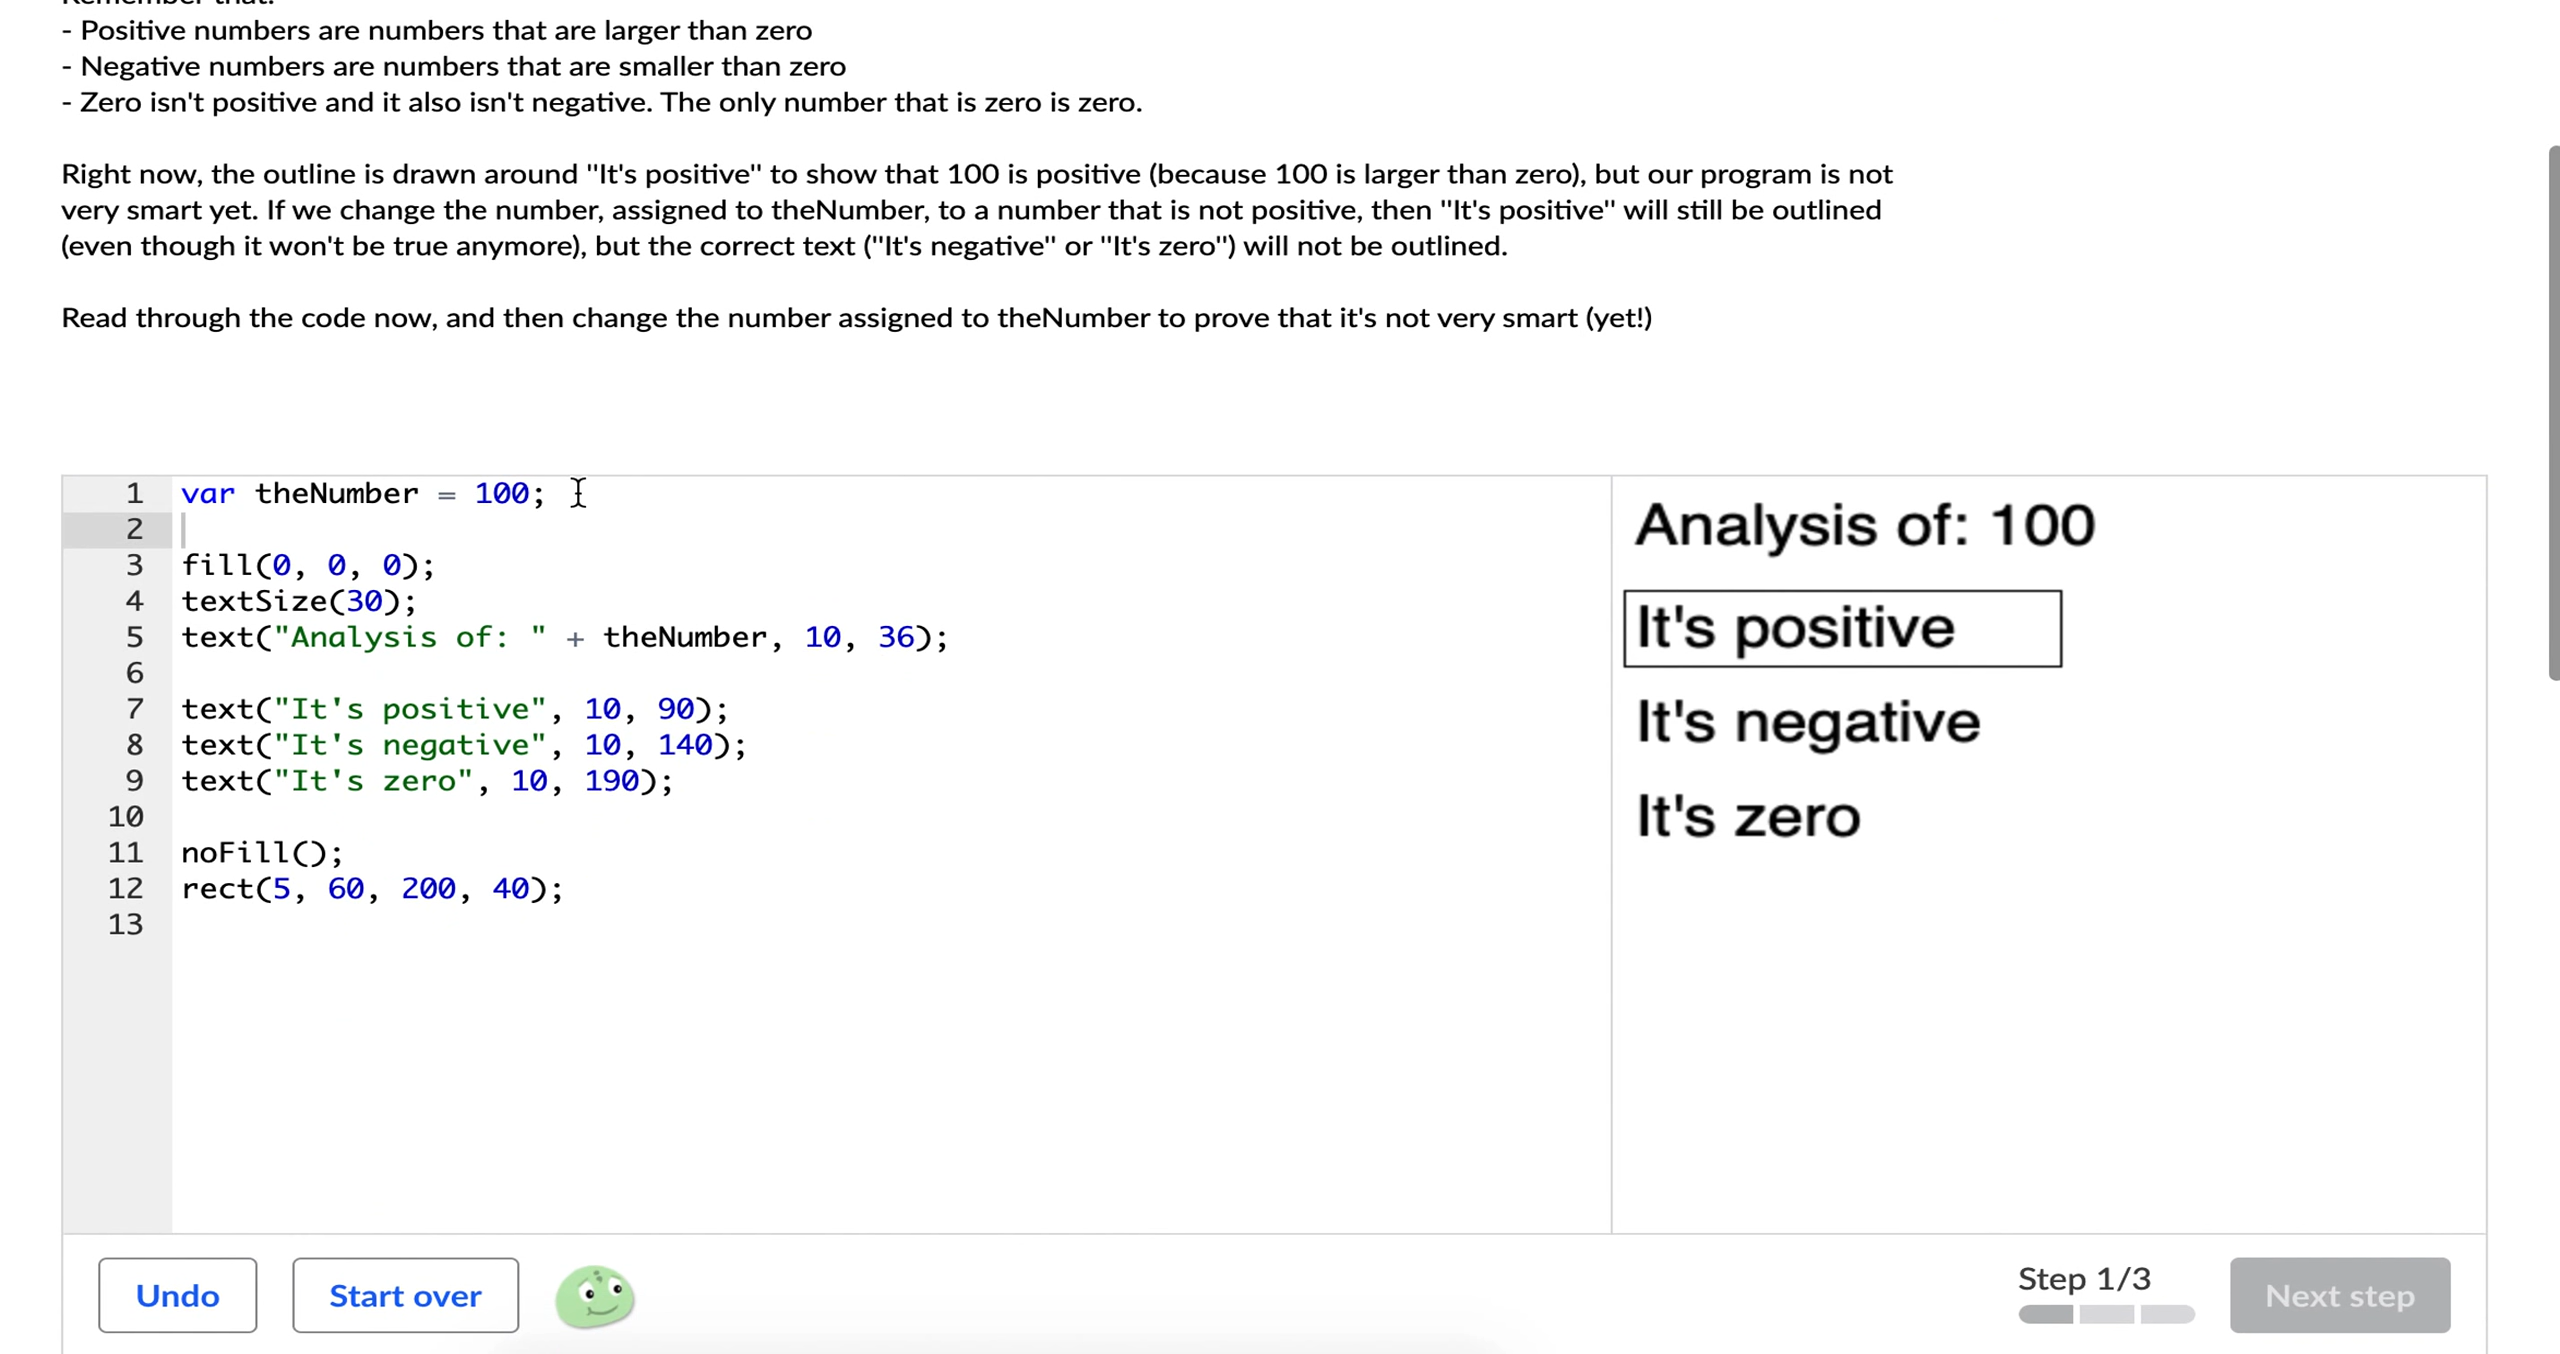 Remember that:
- Positive numbers are numbers that are larger than zero
- Negative numbers are numbers that are smaller than zero
- Zero isn't positive and it also isn't negative. The only number that is zero is zero.
Right now, the outline is drawn around "It's positive" to show that 100 is positive (because 100 is larger than zero), but our program is not
very smart yet. If we change the number, assigned to theNumber, to a number that is not positive, then "It's positive" will still be outlined
(even though it won't be true anymore), but the correct text ("It's negative" or "It's zero") will not be outlined.
Read through the code now, and then change the number assigned to theNumber to prove that it's not very smart (yet!)
1 var theNumber = 100;
2
3 fill(0, 0, 0);
4 textSize(30);
5 text("Analysis of: " + theNumber, 10, 36);
6
7 text("It's positive", 10, 90);
8 text("It's negative", 10, 140);
9 text("It's zero", 10, 190);
10
11 noFill();
12 rect(5, 60, 200, 40);
13
Analysis of: 100
It's positive
It's negative
It's zero
Undo
Start over
Step 1/3
Next step